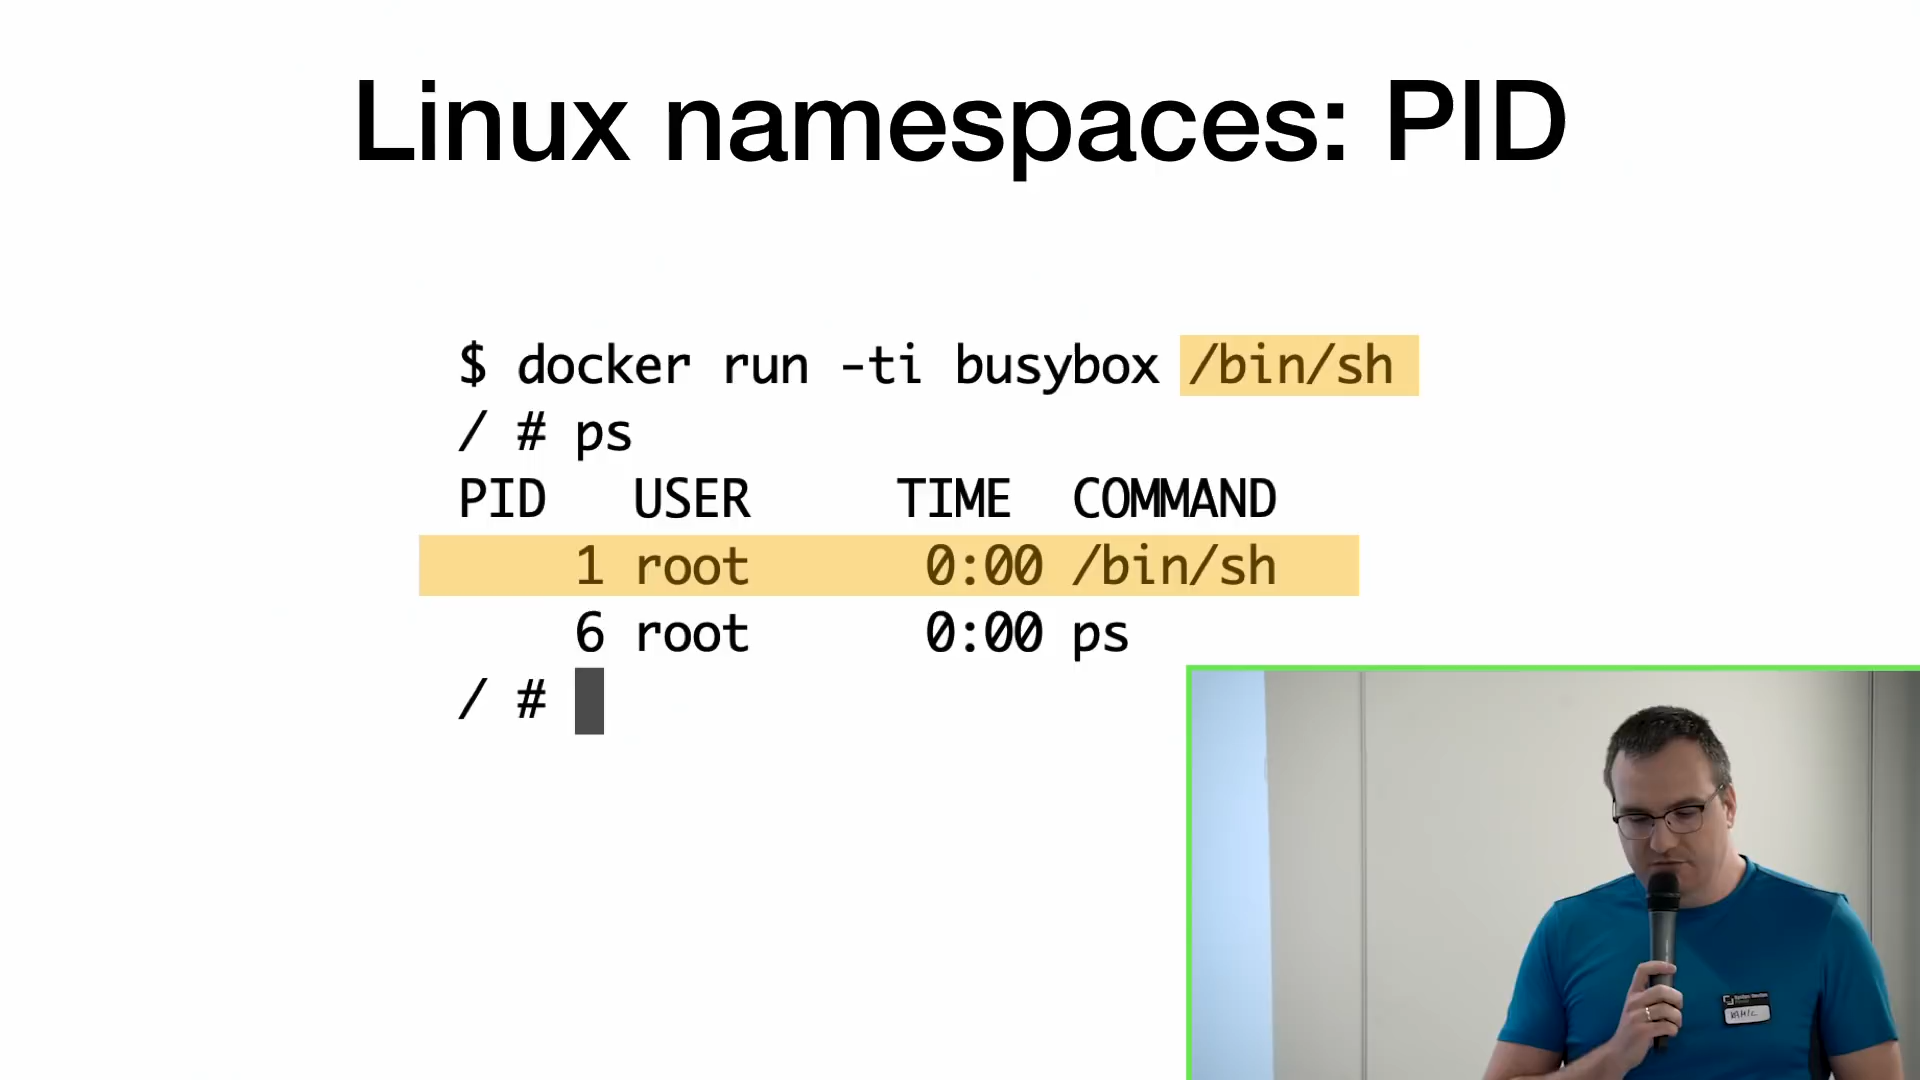 Linux namespaces: PID
$ docker run -ti busybox /bin/sh
/ # ps
PID USER TIME COMMAND
1 root 0:00 /bin/sh
6 root 0:00 ps
/ #